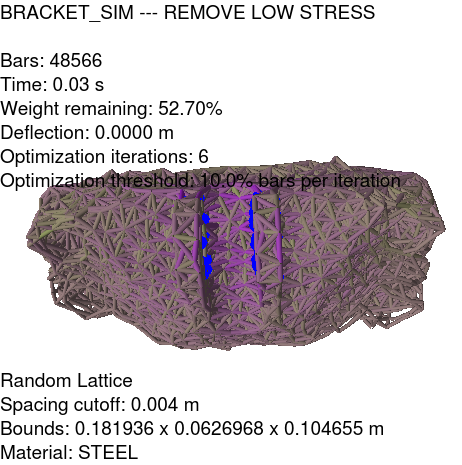 BRACKET_SIM --- REMOVE LOW STRESS
Bars: 48566
Time: 0.03 s
Weight remaining: 52.70%
Deflection: 0.0000 m
Optimization iterations: 6
Optimization threshold: 10.0% bars per iteration
Random Lattice
Spacing cutoff: 0.004 m
Bounds: 0.181936 x 0.0626968 x 0.104655 m
Material: STEEL